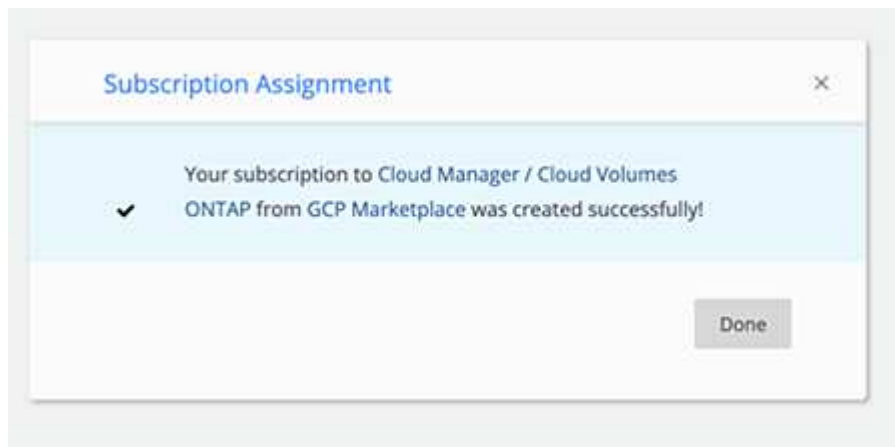 Subscription Assignment
Your subscription to Cloud Manager / Cloud Volumes
ONTAP from GCP Marketplace was created successfully!
Done